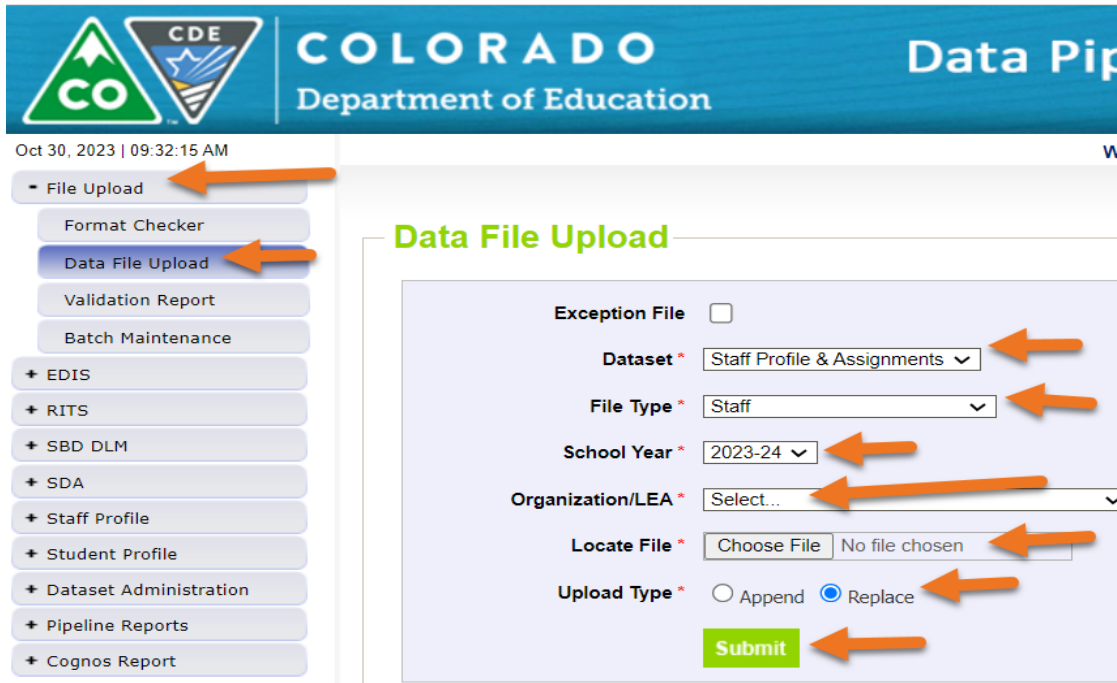 CDE
CO
COLORADO
Department of Education
Data Pip
Oct 30, 2023 | 09:32:15 AM
W
- File Upload
Format Checker
Data File Upload
Validation Report
Batch Maintenance
+ EDIS
+ RITS
+ SBD DLM
+ SDA
+ Staff Profile
+ Student Profile
+ Dataset Administration
+ Pipeline Reports
+ Cognos Report
Data File Upload
Exception File
Dataset * Staff Profile & Assignments
File Type * Staff
School Year * 2023-24
Organization/LEA * Select...
Locate File * Choose File No file chosen
Upload Type * Append Replace
Submit